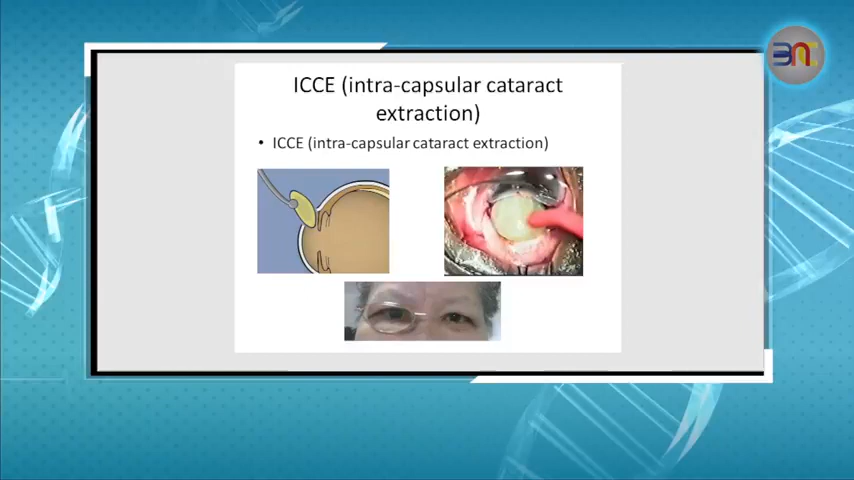 ICCE (intra-capsular cataract
extraction)
• ICCE (intra-capsular cataract extraction)